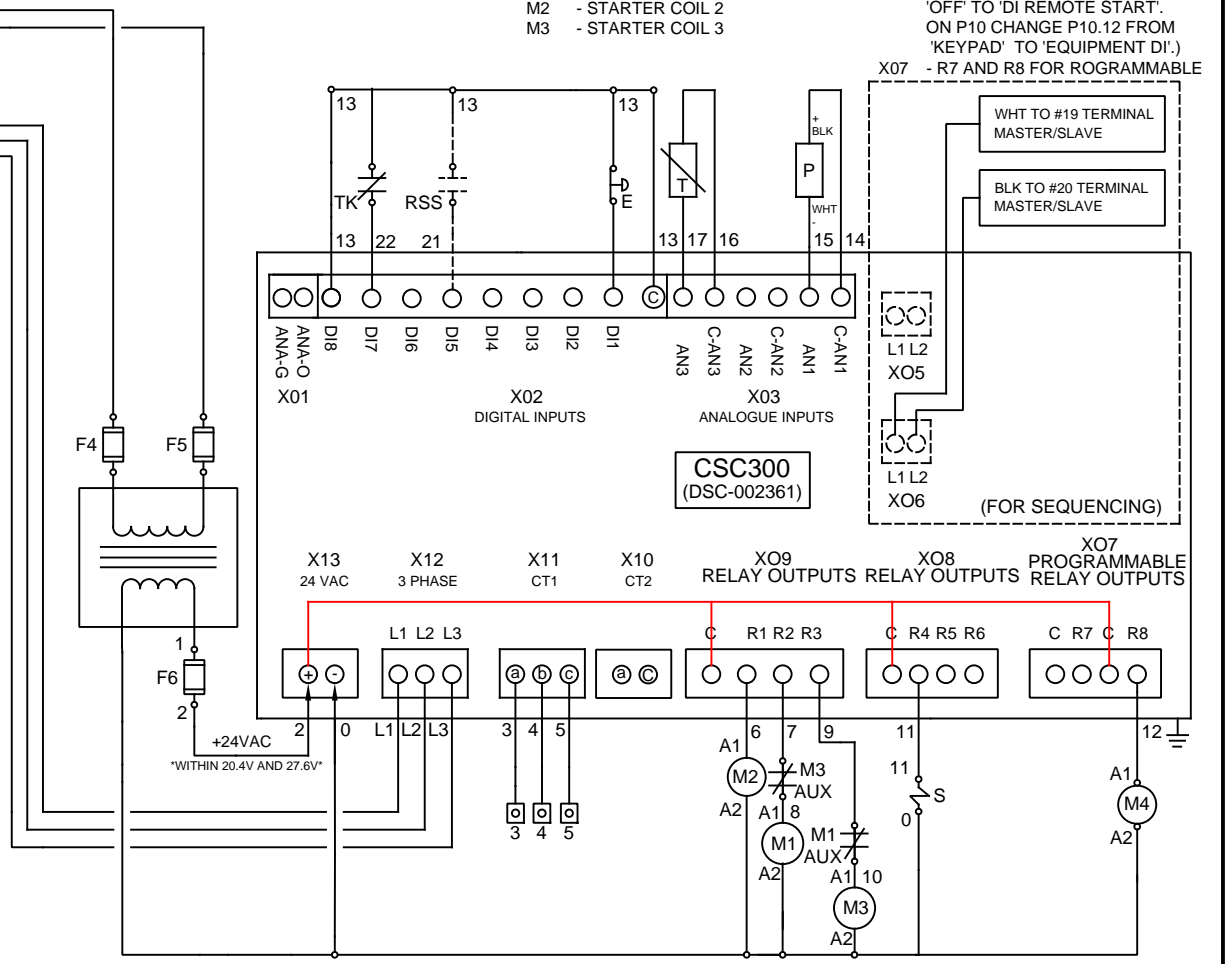 M2 - STARTER COIL 2
M3 - STARTER COIL 3
'OFF' TO 'DI REMOTE START'.
ON P10 CHANGE P10.12 FROM
'KEYPAD' TO 'EQUIPMENT DI'.)
X07 - R7 AND R8 FOR ROGRAMMABLE
WHT TO #19 TERMINAL
MASTER/SLAVE
BLK TO #20 TERMINAL
MASTER/SLAVE
13 13 13
+
BLK
T P
TK RSS E
WHT
-
13 22 21 13 17 16 15 14
C
ANA-G ANA-O DI8 DI7 DI6 DI5 DI4 DI3 DI2 DI1 AN3 C-AN3 AN2 C-AN2 AN1 C-AN1
X01 X02 X03
DIGITAL INPUTS ANALOGUE INPUTS
L1 L2
XO5
F4 F5
CSC300
(DSC-002361)
L1 L2
XO6
(FOR SEQUENCING)
X13 X12 X11 X10 XO9 XO8 XO7
24 VAC 3 PHASE CT1 CT2 RELAY OUTPUTS RELAY OUTPUTS PROGRAMMABLE
RELAY OUTPUTS
L1 L2 L3 C R1 R2 R3 C R4 R5 R6 C R7 C R8
1
F6
2
+ - a b c a C
2 0 L1 L2 L3 3 4 5 6 7 9 11 12
+24VAC
*WITHIN 20.4V AND 27.6V*
A1 M2 A2
M3
AUX
11 S 0
A1 M4 A2
3 4 5
A1 8 M1 A2
M1
AUX
A1 10
M3
A2